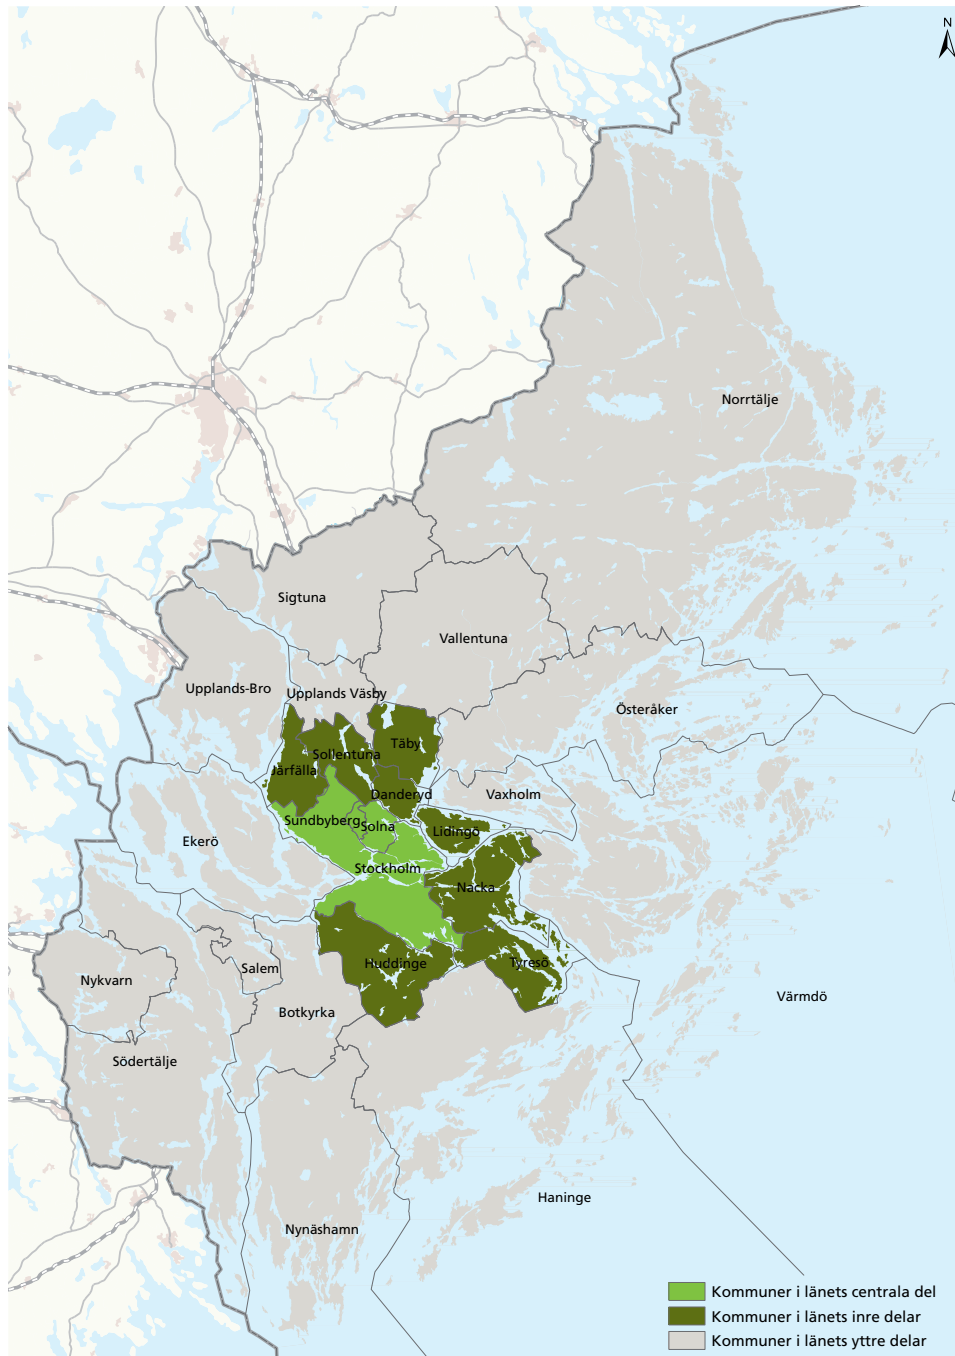 N
Norrtälje
Sigtuna
Vallentuna
Upplands-Bro
Upplands Väsby
Österåker
Täby
Sollentuna
Järfälla
Danderyd
Vaxholm
Sundbyberg
Solna
Lidingö
Ekerö
Stockholm
Nacka
Huddinge
Tyresö
Salem
Nykvarn
Värmdö
Botkyrka
Södertälje
Haninge
Nynäshamn
Kommuner i länets centrala del
Kommuner i länets inre delar
Kommuner i länets yttre delar